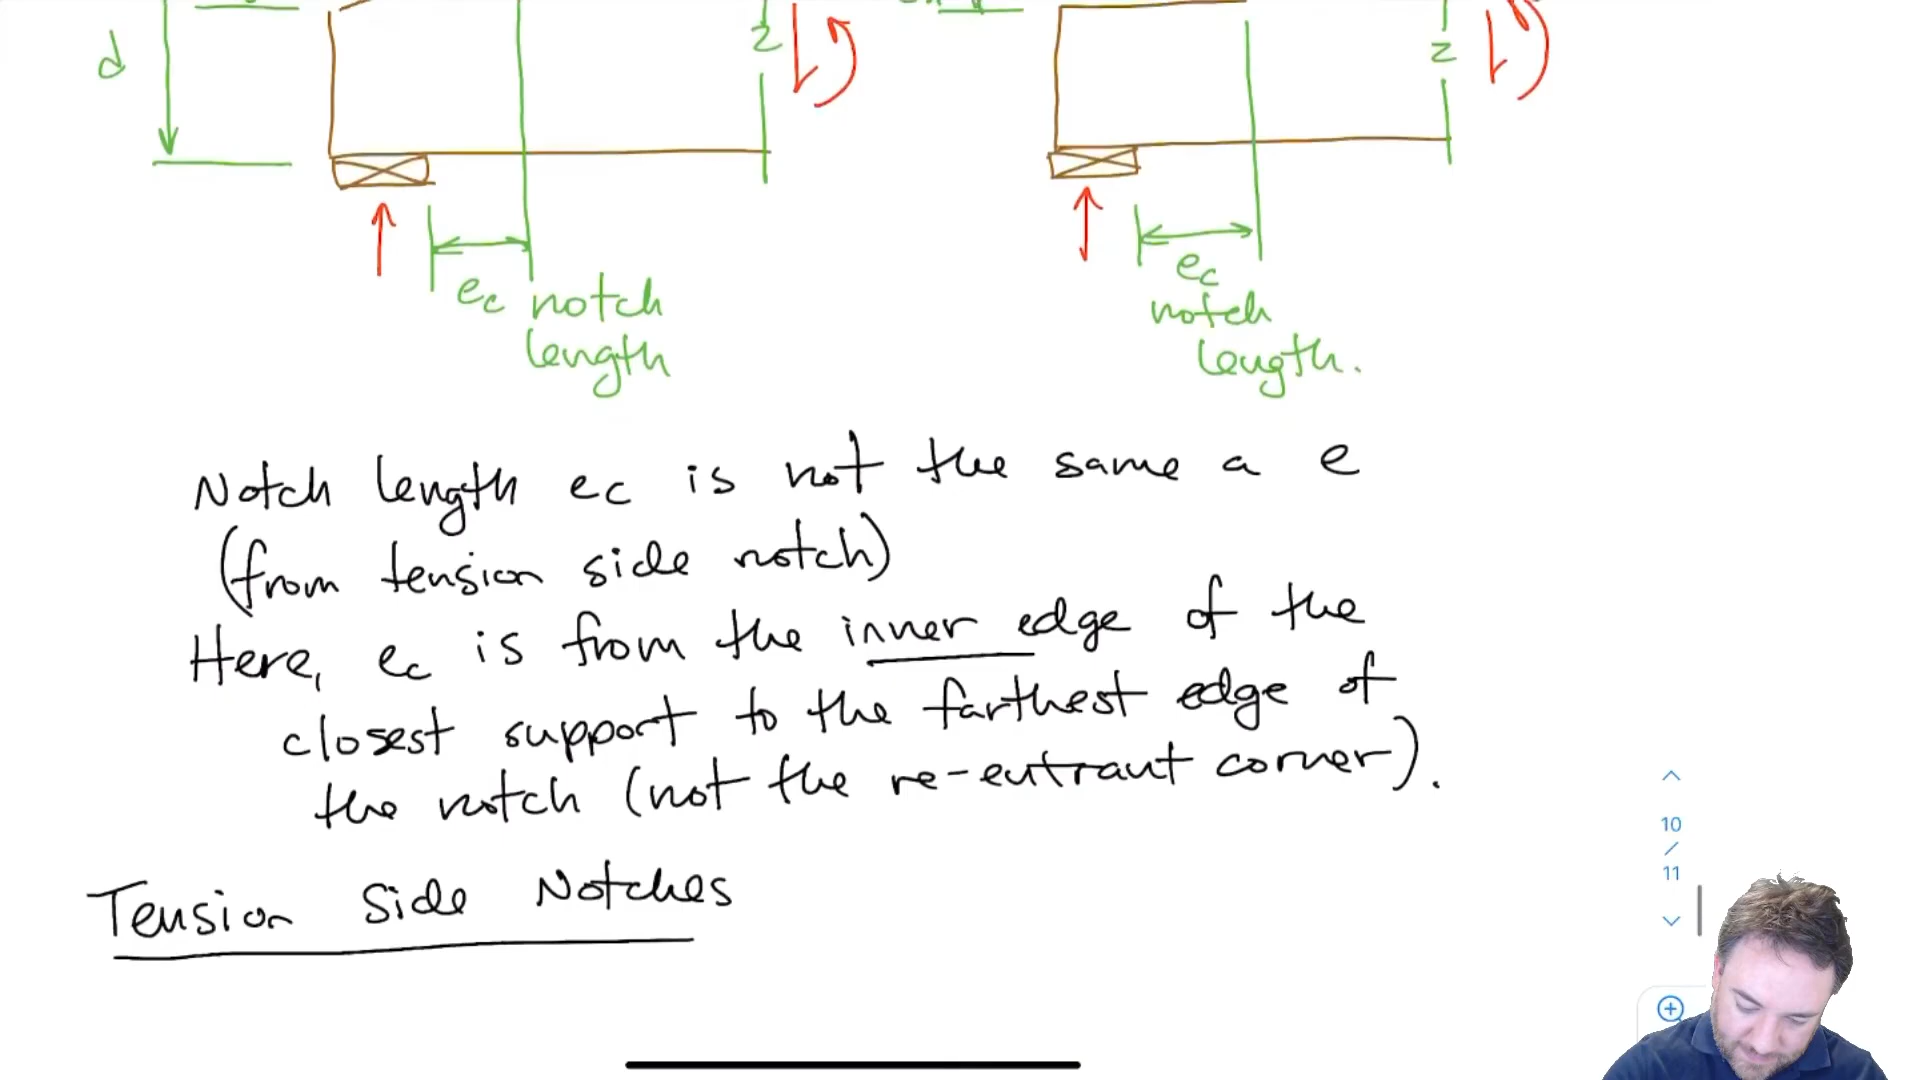 d
2
2
ec notch
length
ec
notch
length.
Notch length ec is not the same a e
(from tension side notch)
Here, ec is from the inner edge of the
closest support to the farthest edge of
the notch (not the re-entrant corner).
Tension Side Notches
10
/
11